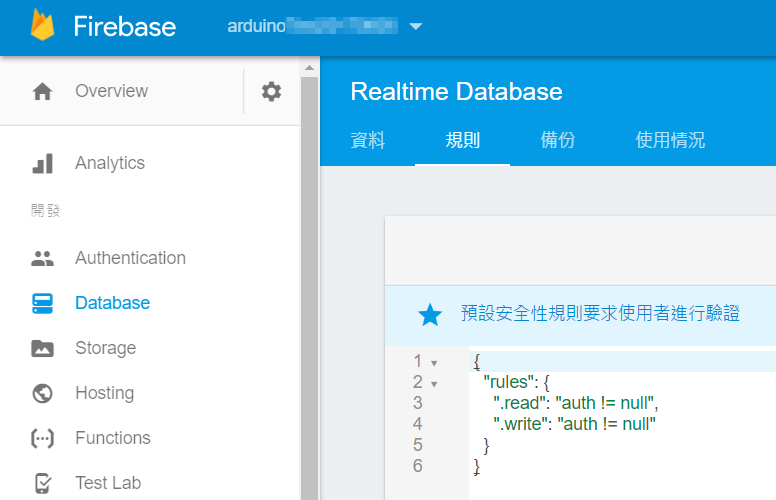 Firebase
arduino
Overview
Analytics
開發
Authentication
Database
Storage
Hosting
Functions
Test Lab
Realtime Database
資料 規則 備份 使用情況
預設安全性規則要求使用者進行驗證
1 {
2 "rules": {
3 ".read": "auth != null",
4 ".write": "auth != null"
5 }
6 }